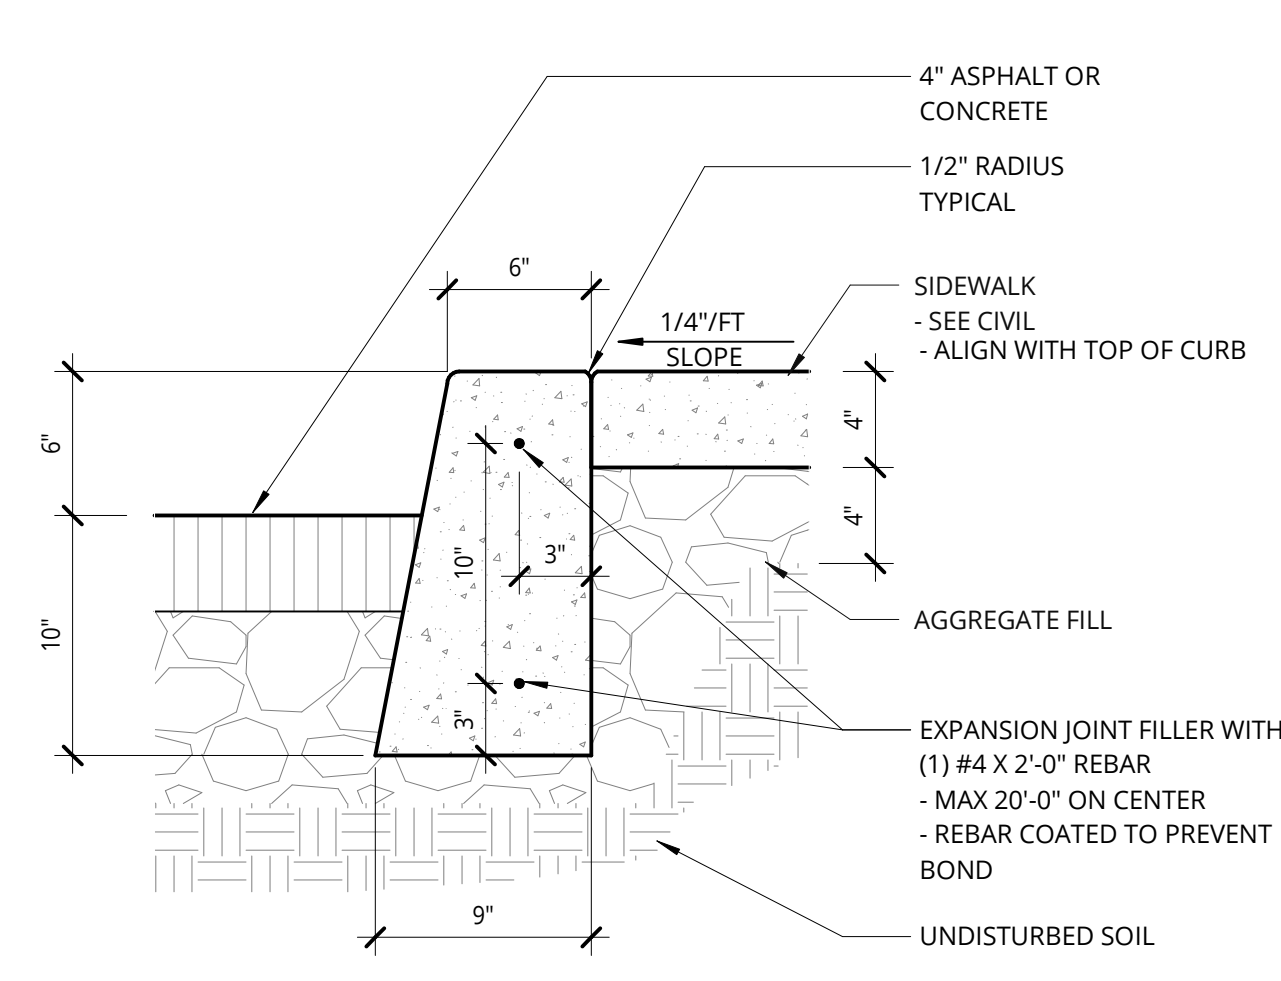 4" ASPHALT OR
CONCRETE
1/2" RADIUS
TYPICAL
6"
SIDEWALK
- SEE CIVIL
- ALIGN WITH TOP OF CURB
1/4"/FT
SLOPE
6"
4"
4"
10"
3"
10"
AGGREGATE FILL
3"
EXPANSION JOINT FILLER WITH
(1) #4 X 2'-0" REBAR
- MAX 20'-0" ON CENTER
- REBAR COATED TO PREVENT
BOND
9"
UNDISTURBED SOIL